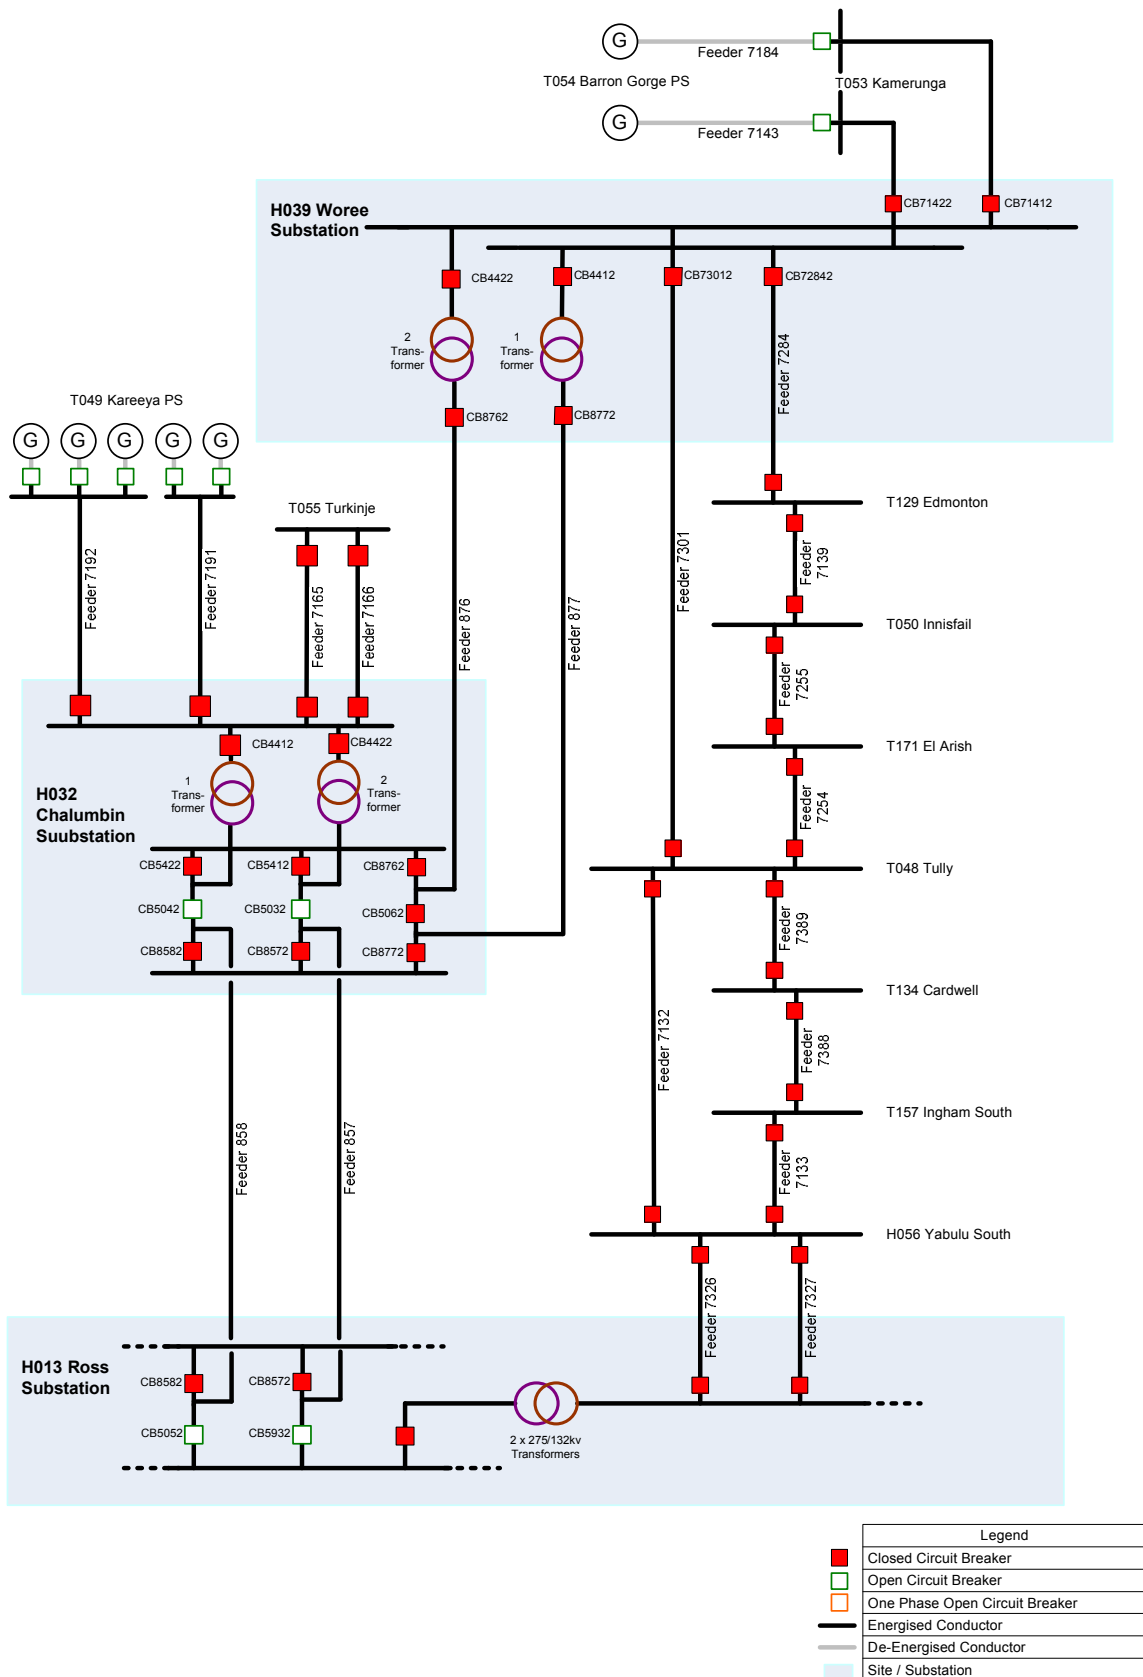 G
Feeder 7184
T054 Barron Gorge PS
T053 Kamerunga
G
Feeder 7143
H039 Woree
Substation
CB71422
CB71412
CB4422
CB4412
CB73012
CB72842
2
Trans-
former
1
Trans-
former
Feeder 7284
CB8762
CB8772
T049 Kareeya PS
G
G
G
G
G
T129 Edmonton
T055 Turkinje
Feeder 7192
Feeder 7191
Feeder 7165
Feeder 7166
Feeder 876
Feeder 877
Feeder 7301
Feeder
7139
T050 Innisfail
Feeder
7255
T171 El Arish
Feeder
7254
T048 Tully
H032
Chalumbin
Suubstation
CB4412
CB4422
1
Trans-
former
2
Trans-
former
CB5422
CB5412
CB8762
CB5042
CB5032
CB5062
CB8582
CB8572
CB8772
Feeder
7389
T134 Cardwell
Feeder 7132
Feeder
7388
T157 Ingham South
Feeder
7133
H056 Yabulu South
Feeder 858
Feeder 857
Feeder 7326
Feeder 7327
H013 Ross
Substation
CB8582
CB8572
CB5052
CB5932
2 x 275/132kv
Transformers
Legend
Closed Circuit Breaker
Open Circuit Breaker
One Phase Open Circuit Breaker
Energised Conductor
De-Energised Conductor
Site / Substation